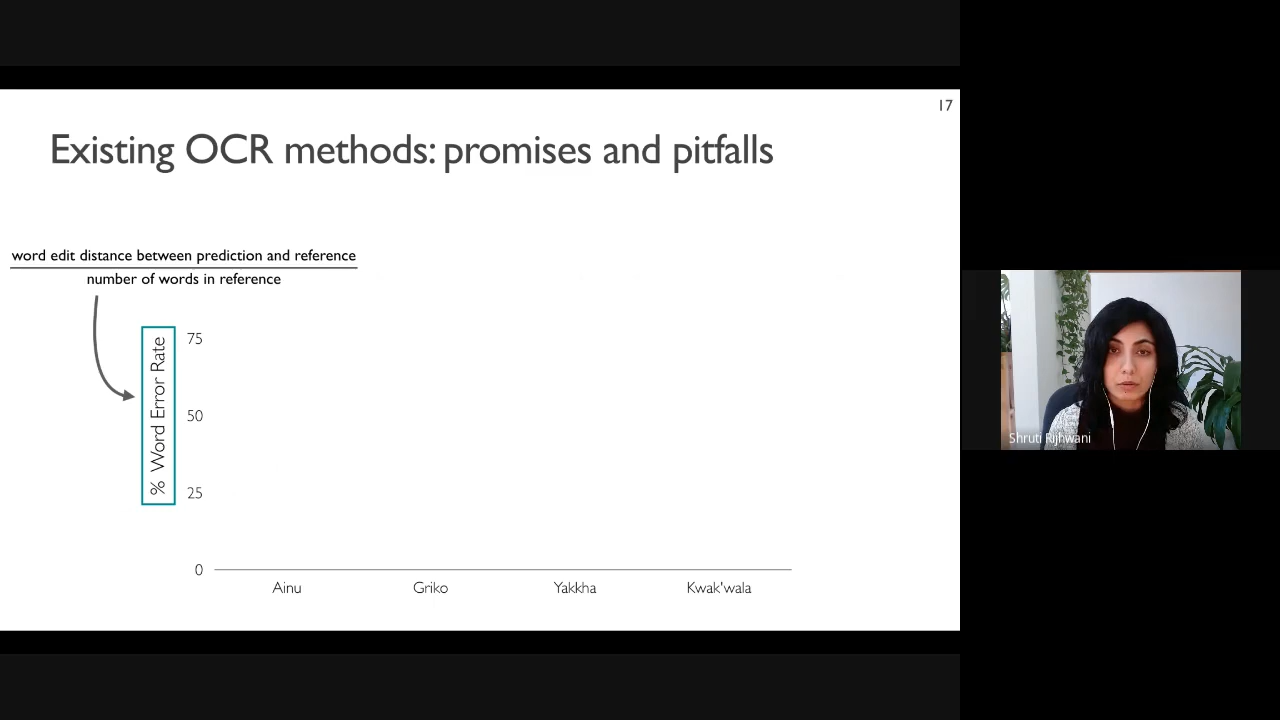 17
Existing OCR methods: promises and pitfalls
word edit distance between prediction and reference
number of words in reference
% Word Error Rate
75
50
25
0
Ainu
Griko
Yakkha
Kwak'wala
Shruti Rijhwani